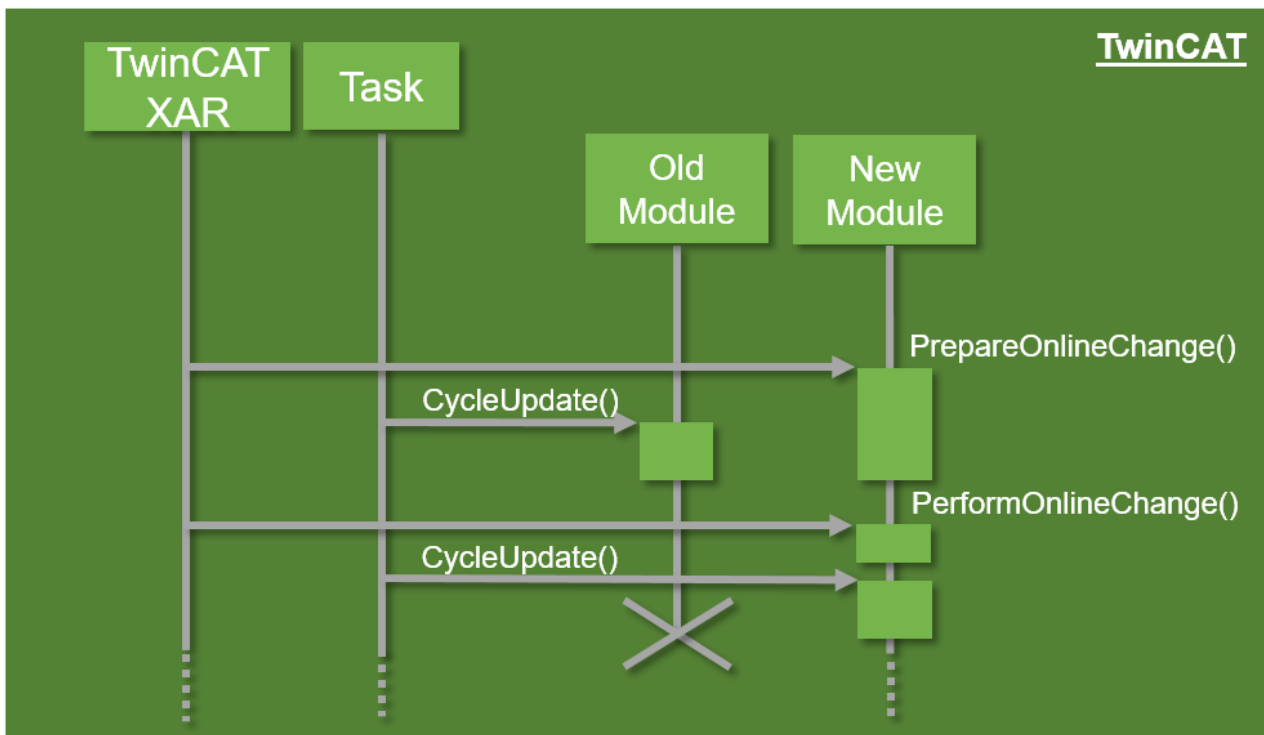 TwinCAT
TwinCAT
XAR
Task
Old
Module
New
Module
PrepareOnlineChange()
CycleUpdate()
PerformOnlineChange()
CycleUpdate()